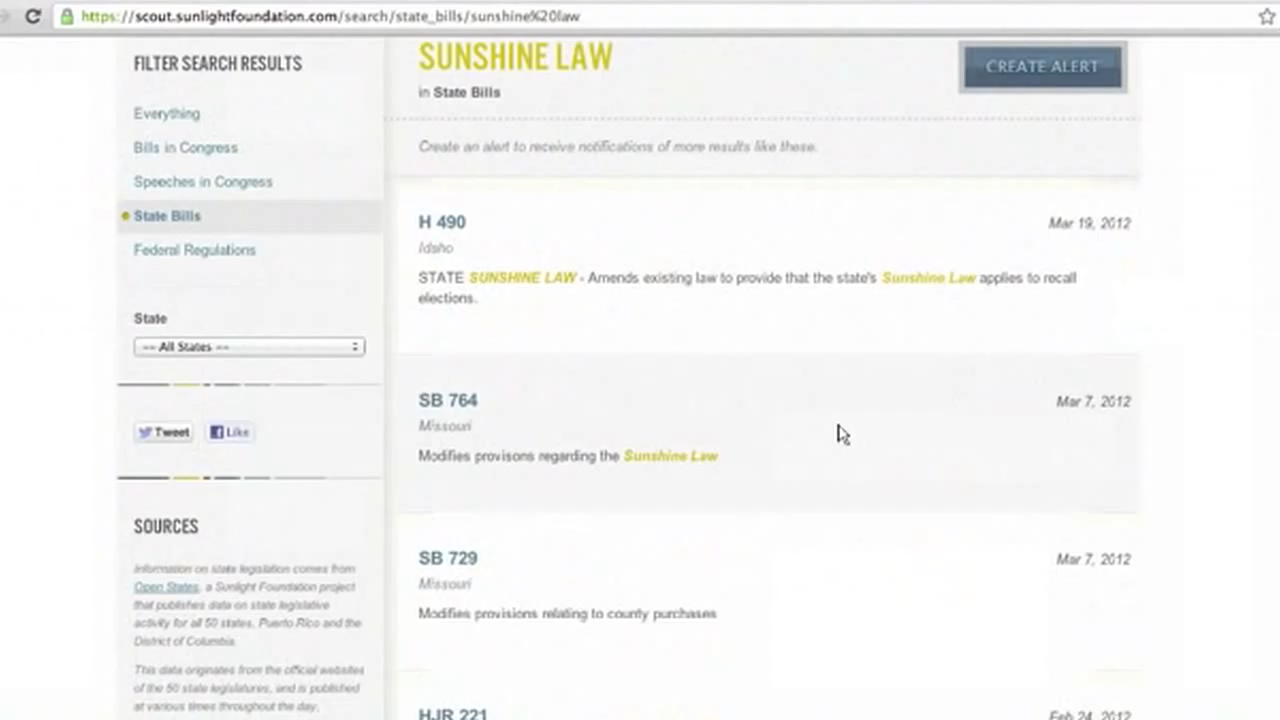 https://scout.sunlightfoundation.com/search/state_bills/sunshine%20law
FILTER SEARCH RESULTS
Everything
Bills in Congress
Speeches in Congress
State Bills
Federal Regulations
State
-- All States --
Tweet
Like
SOURCES
Information on state legislation comes from
Open States, a Sunlight Foundation project
that publishes data on state legislative
activity for all 50 states, Puerto Rico and the
District of Columbia.
This data originates from the official websites
of the 50 state legislatures, and is published
at various times throughout the day,
SUNSHINE LAW
in State Bills
CREATE ALERT
Create an alert to receive notifications of more results like these.
H 490
Mar 19, 2012
Idaho
STATE SUNSHINE LAW - Amends existing law to provide that the state's Sunshine Law applies to recall
elections.
SB 764
Mar 7, 2012
Missouri
Modifies provisons regarding the Sunshine Law
SB 729
Mar 7, 2012
Missouri
Modifies provisions relating to county purchases
HJR 221
Feb 24, 2012